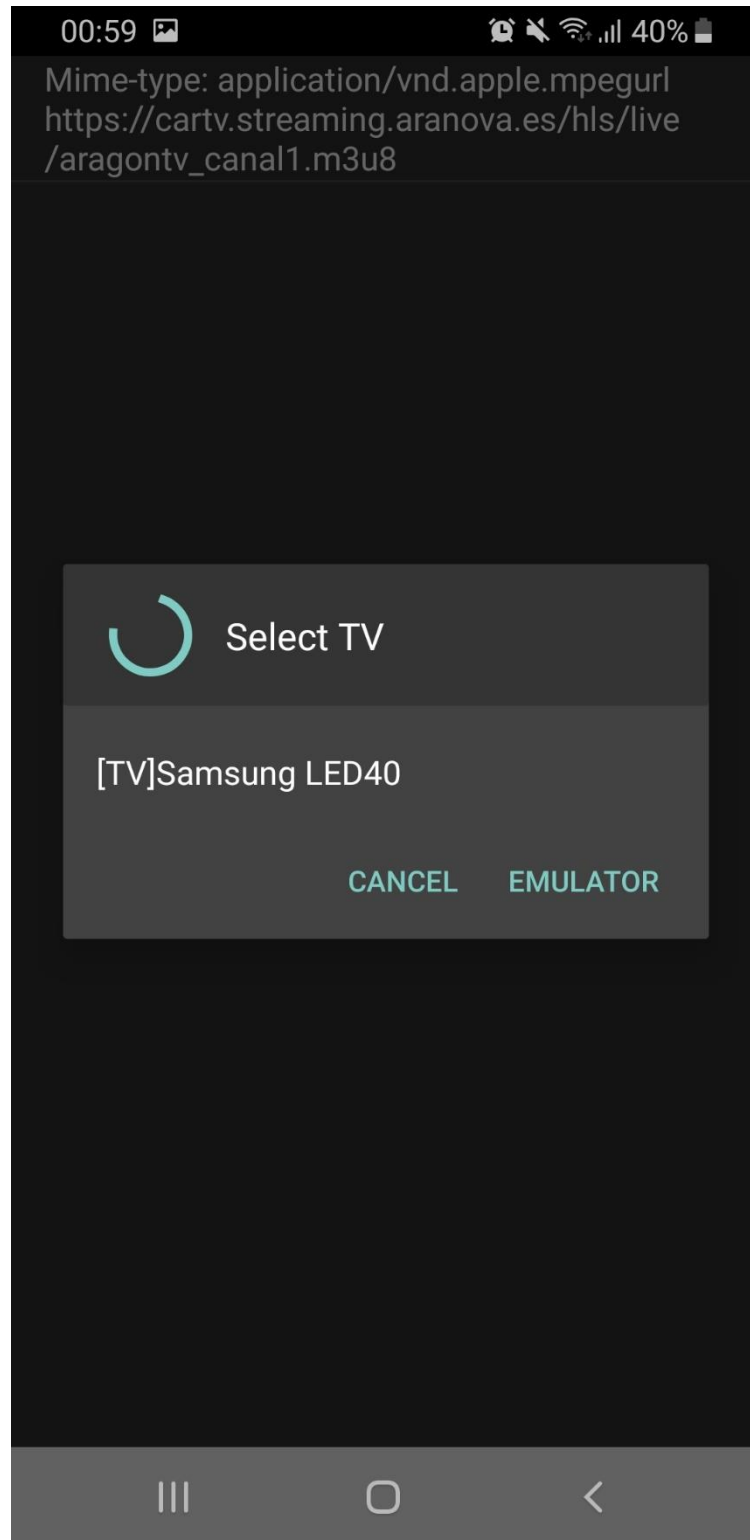 00:59 40%
Mime-type: application/vnd.apple.mpegurl
https://cartv.streaming.aranova.es/hls/live
/aragontv_canal1.m3u8
Select TV
[TV]Samsung LED40
CANCEL EMULATOR